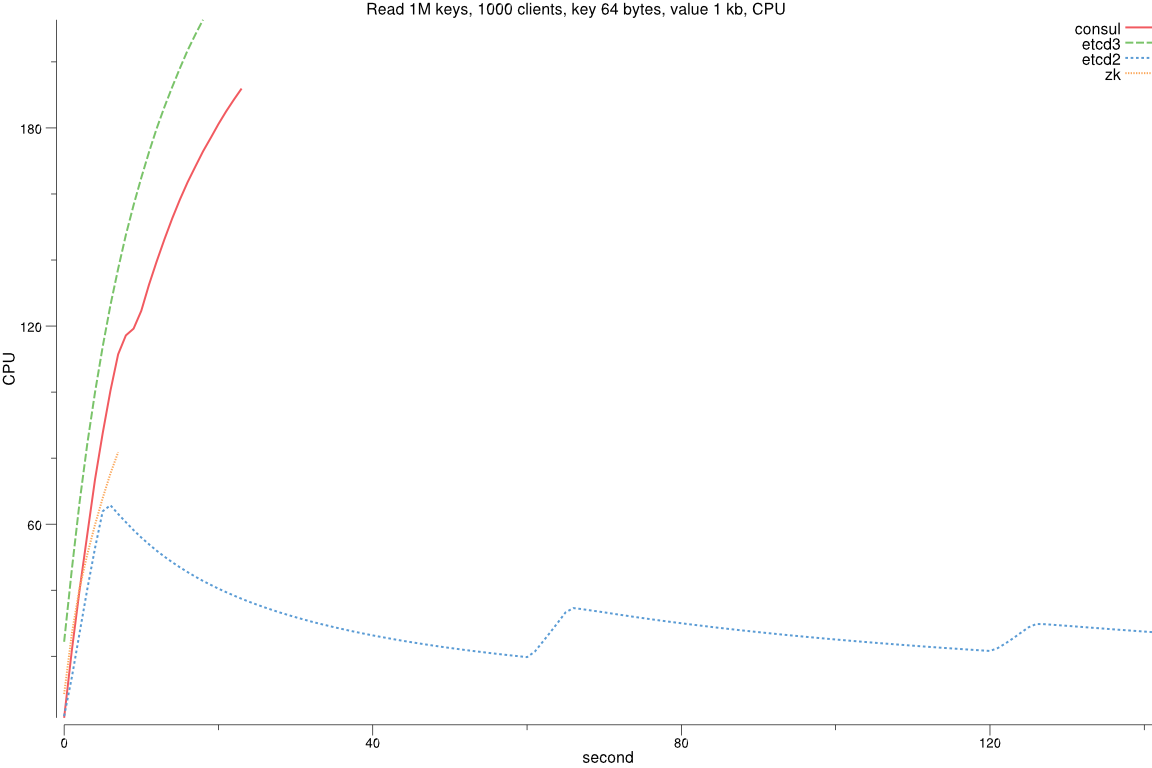 Read 1M keys, 1000 clients, key 64 bytes, value 1 kb, CPU
consul
etcd3
etcd2
zk
180
120
60
CPU
0
40
80
120
second